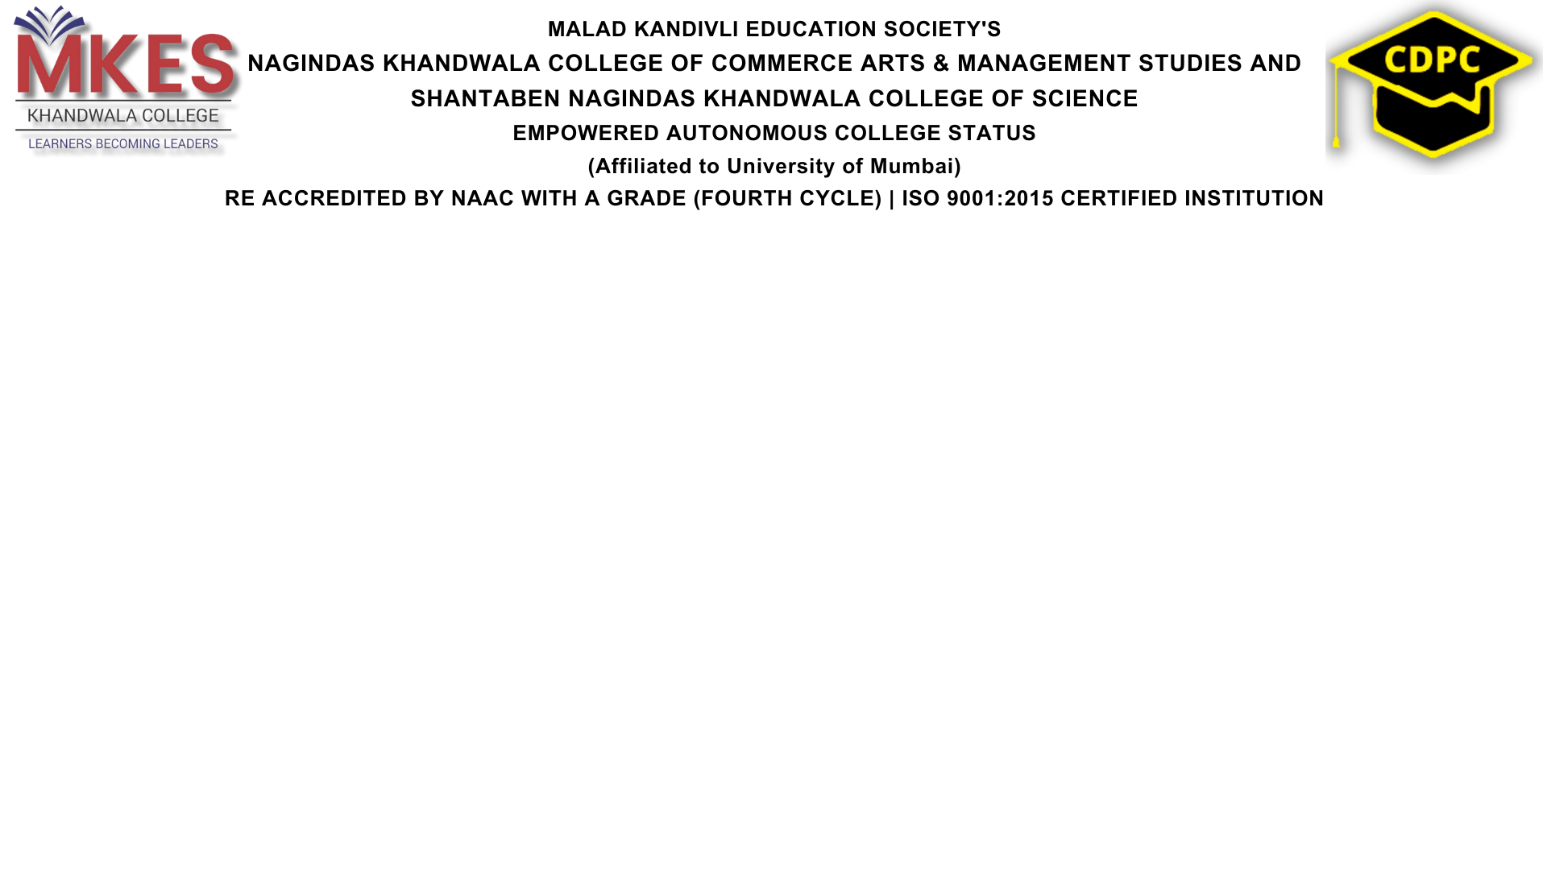 MKES
KHANDWALA COLLEGE
LEARNERS BECOMING LEADERS
MALAD KANDIVLI EDUCATION SOCIETY'S
NAGINDAS KHANDWALA COLLEGE OF COMMERCE ARTS & MANAGEMENT STUDIES AND
SHANTABEN NAGINDAS KHANDWALA COLLEGE OF SCIENCE
EMPOWERED AUTONOMOUS COLLEGE STATUS
(Affiliated to University of Mumbai)
RE ACCREDITED BY NAAC WITH A GRADE (FOURTH CYCLE) | ISO 9001:2015 CERTIFIED INSTITUTION
CDPC